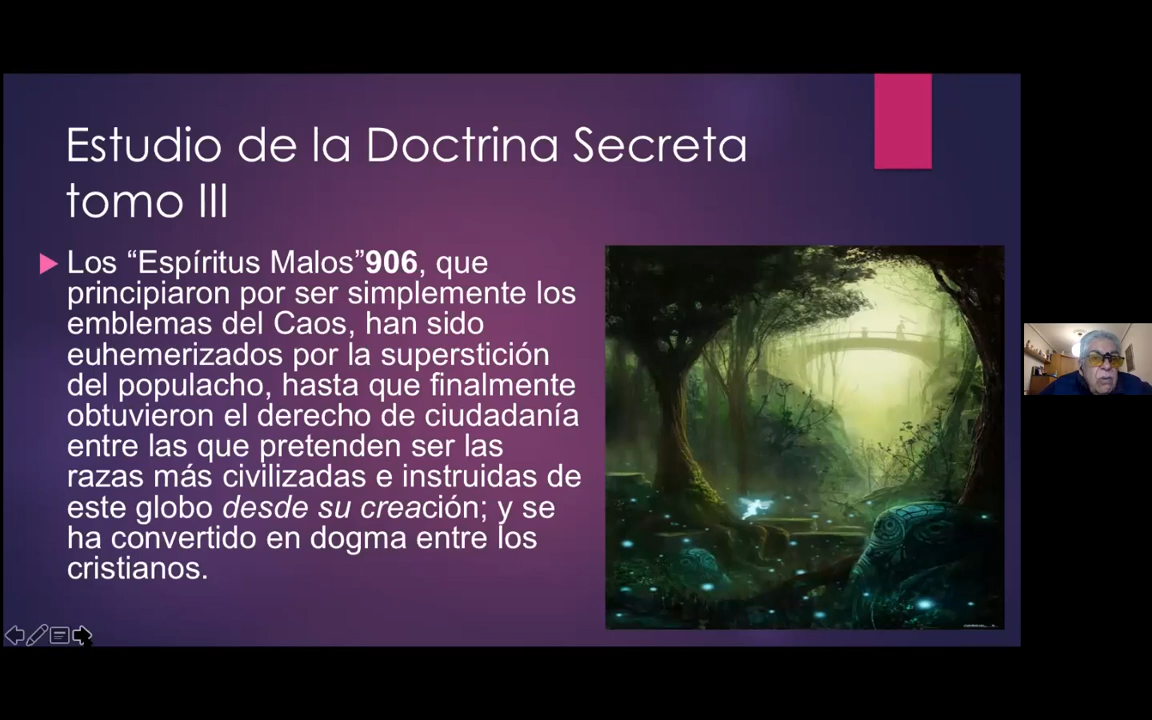 Estudio de la Doctrina Secreta
tomo III
Los “Espíritus Malos”906, que
principiaron por ser simplemente los
emblemas del Caos, han sido
euhemerizados por la superstición
del populacho, hasta que finalmente
obtuvieron el derecho de ciudadanía
entre las que pretenden ser las
razas más civilizadas e instruidas de
este globo desde su creación; y se
ha convertido en dogma entre los
cristianos.